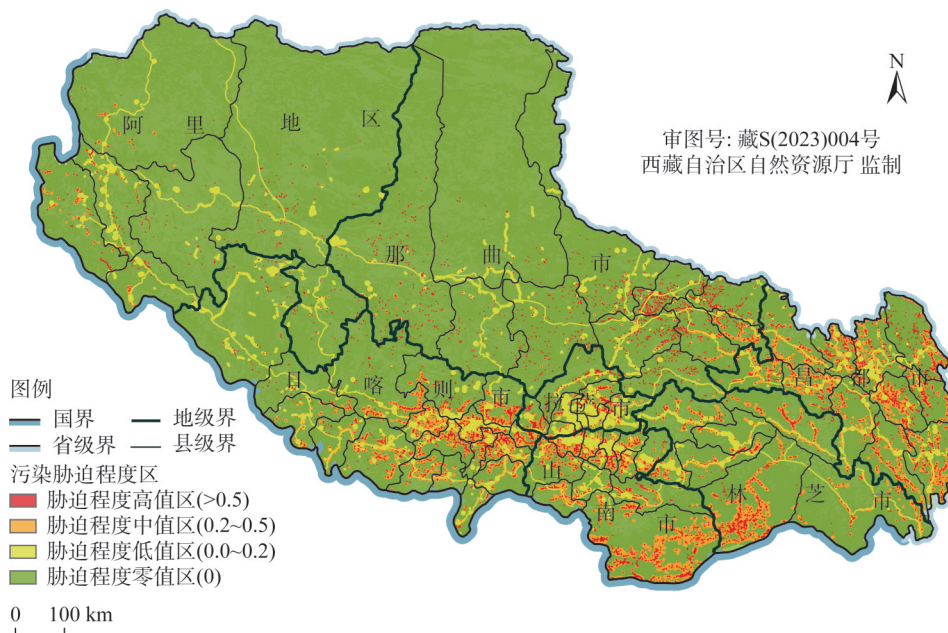 N
审图号: 藏S(2023)004号
西藏自治区自然资源厅 监制
阿里地区
那曲市
日喀则市
拉萨市
昌都市
山南市
林芝市
图例
国界
地级界
省级界
县级界
污染胁迫程度区
胁迫程度高值区(>0.5)
胁迫程度中值区(0.2~0.5)
胁迫程度低值区(0.0~0.2)
胁迫程度零值区(0)
0 100 km